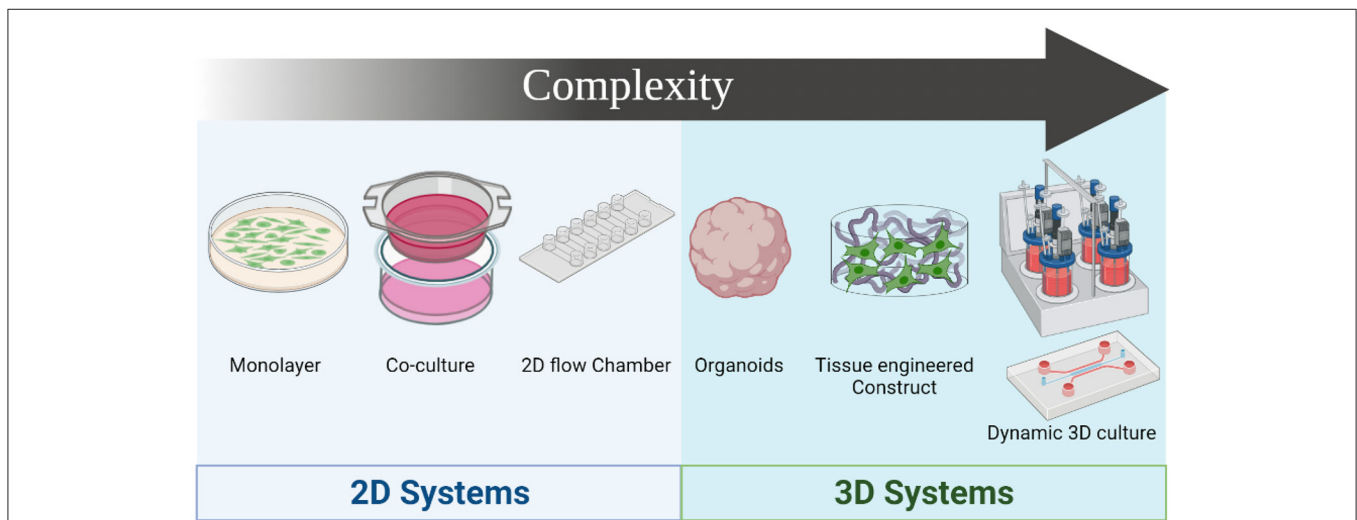 Complexity
Monolayer
Co-culture
2D flow Chamber
Organoids
Tissue engineered
Construct
Dynamic 3D culture
2D Systems
3D Systems